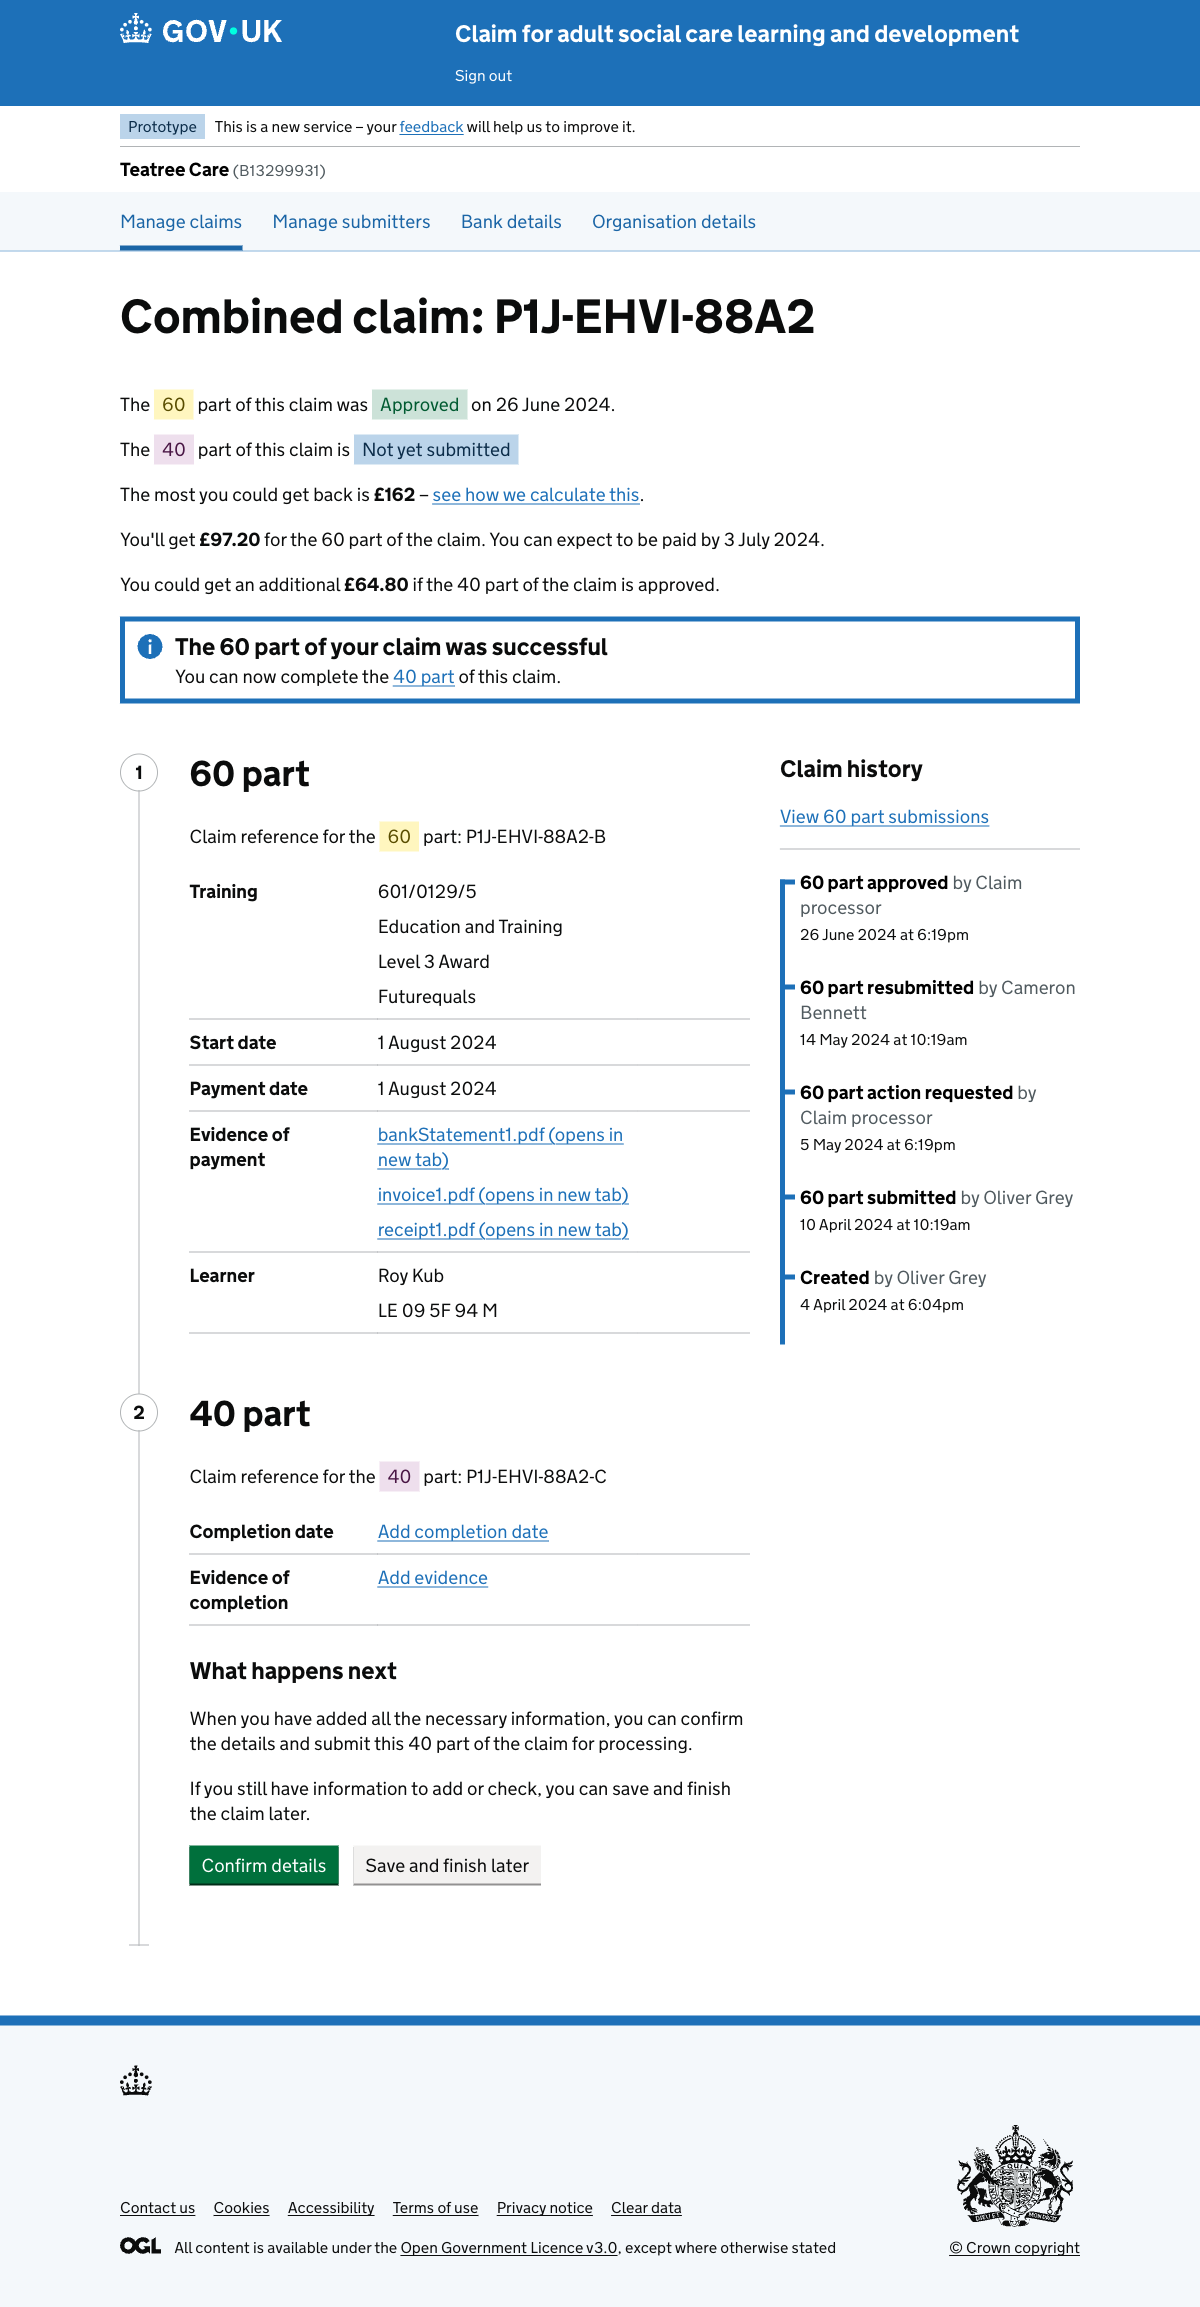 GOV·UK
Claim for adult social care learning and development
Sign out
Prototype This is a new service – your feedback will help us to improve it.
Teatree Care (B13299931)
Manage claims Manage submitters Bank details Organisation details
Combined claim: P1J-EHVI-88A2
The 60 part of this claim was Approved on 26 June 2024.
The 40 part of this claim is Not yet submitted
The most you could get back is £162 – see how we calculate this.
You'll get £97.20 for the 60 part of the claim. You can expect to be paid by 3 July 2024.
You could get an additional £64.80 if the 40 part of the claim is approved.
The 60 part of your claim was successful
You can now complete the 40 part of this claim.
1
60 part
Claim reference for the 60 part: P1J-EHVI-88A2-B
Training 601/0129/5
Education and Training
Level 3 Award
Futurequals
Start date 1 August 2024
Payment date 1 August 2024
Evidence of payment
bankStatement1.pdf (opens in
new tab)
invoice1.pdf (opens in new tab)
receipt1.pdf (opens in new tab)
Learner Roy Kub
LE 09 5F 94 M
Claim history
View 60 part submissions
60 part approved by Claim
processor
26 June 2024 at 6:19pm
60 part resubmitted by Cameron
Bennett
14 May 2024 at 10:19am
60 part action requested by
Claim processor
5 May 2024 at 6:19pm
60 part submitted by Oliver Grey
10 April 2024 at 10:19am
Created by Oliver Grey
4 April 2024 at 6:04pm
2
40 part
Claim reference for the 40 part: P1J-EHVI-88A2-C
Completion date Add completion date
Evidence of completion
Add evidence
What happens next
When you have added all the necessary information, you can confirm
the details and submit this 40 part of the claim for processing.
If you still have information to add or check, you can save and finish
the claim later.
Confirm details Save and finish later
Contact us Cookies Accessibility Terms of use Privacy notice Clear data
OGL All content is available under the Open Government Licence v3.0, except where otherwise stated
© Crown copyright